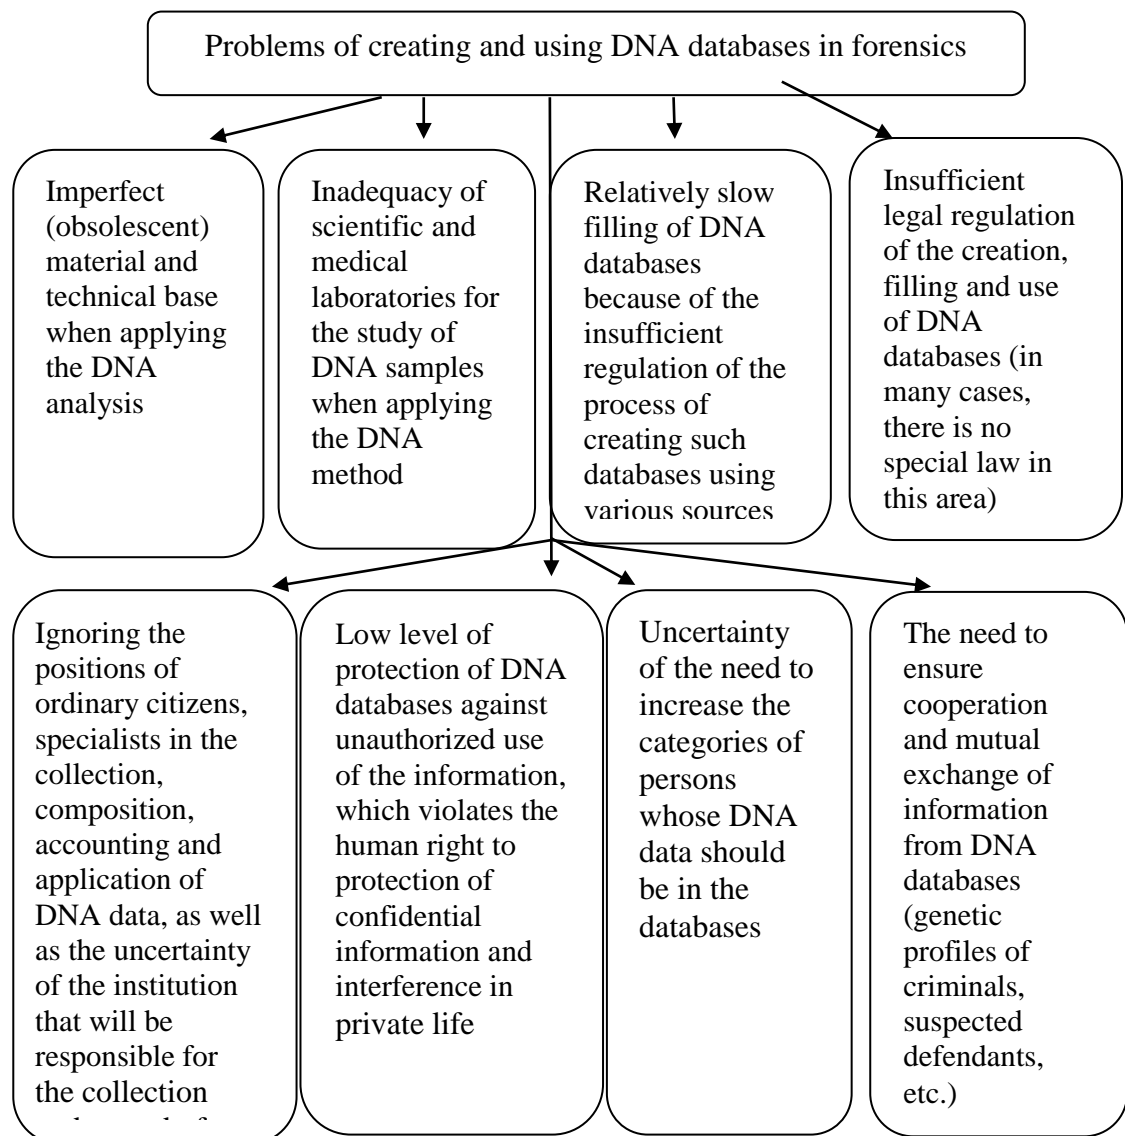 Problems of creating and using DNA databases in forensics
Imperfect
(obsolescent)
material and
technical base
when applying
the DNA
analysis
Inadequacy of
scientific and
medical
laboratories for
the study of
DNA samples
when applying
the DNA
method
Relatively slow
filling of DNA
databases
because of the
insufficient
regulation of the
process of
creating such
databases using
various sources
Insufficient
legal regulation
of the creation,
filling and use
of DNA
databases (in
many cases,
there is no
special law in
this area)
Ignoring the
positions of
ordinary citizens,
specialists in the
collection,
composition,
accounting and
application of
DNA data, as well
as the uncertainty
of the institution
that will be
responsible for
the collection
Low level of
protection of DNA
databases against
unauthorized use
of the information,
which violates the
human right to
protection of
confidential
information and
interference in
private life
Uncertainty
of the need to
increase the
categories of
persons
whose DNA
data should
be in the
databases
The need to
ensure
cooperation
and mutual
exchange of
information
from DNA
databases
(genetic
profiles of
criminals,
suspected
defendants,
etc.)